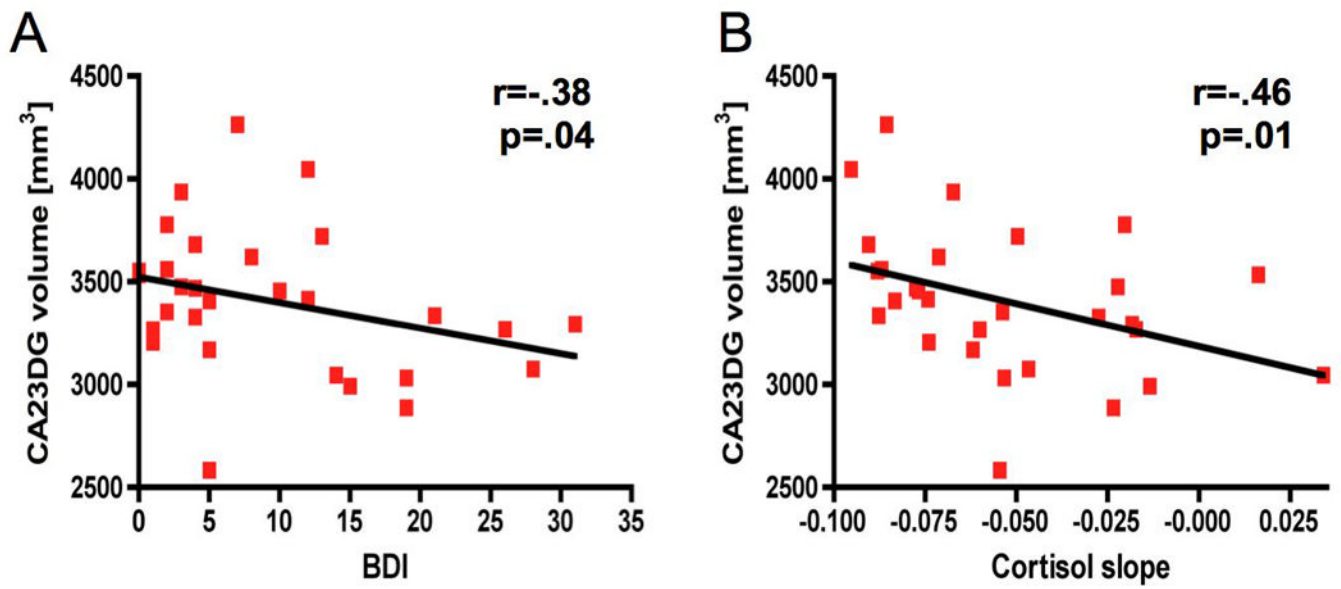 A
r=-.38
p=.04
CA23DG volume [mm³]
4500
4000
3500
3000
2500
0 5 10 15 20 25 30 35
BDI
B
r=-.46
p=.01
CA23DG volume [mm³]
4500
4000
3500
3000
2500
-0.100 -0.075 -0.050 -0.025 -0.000 0.025
Cortisol slope